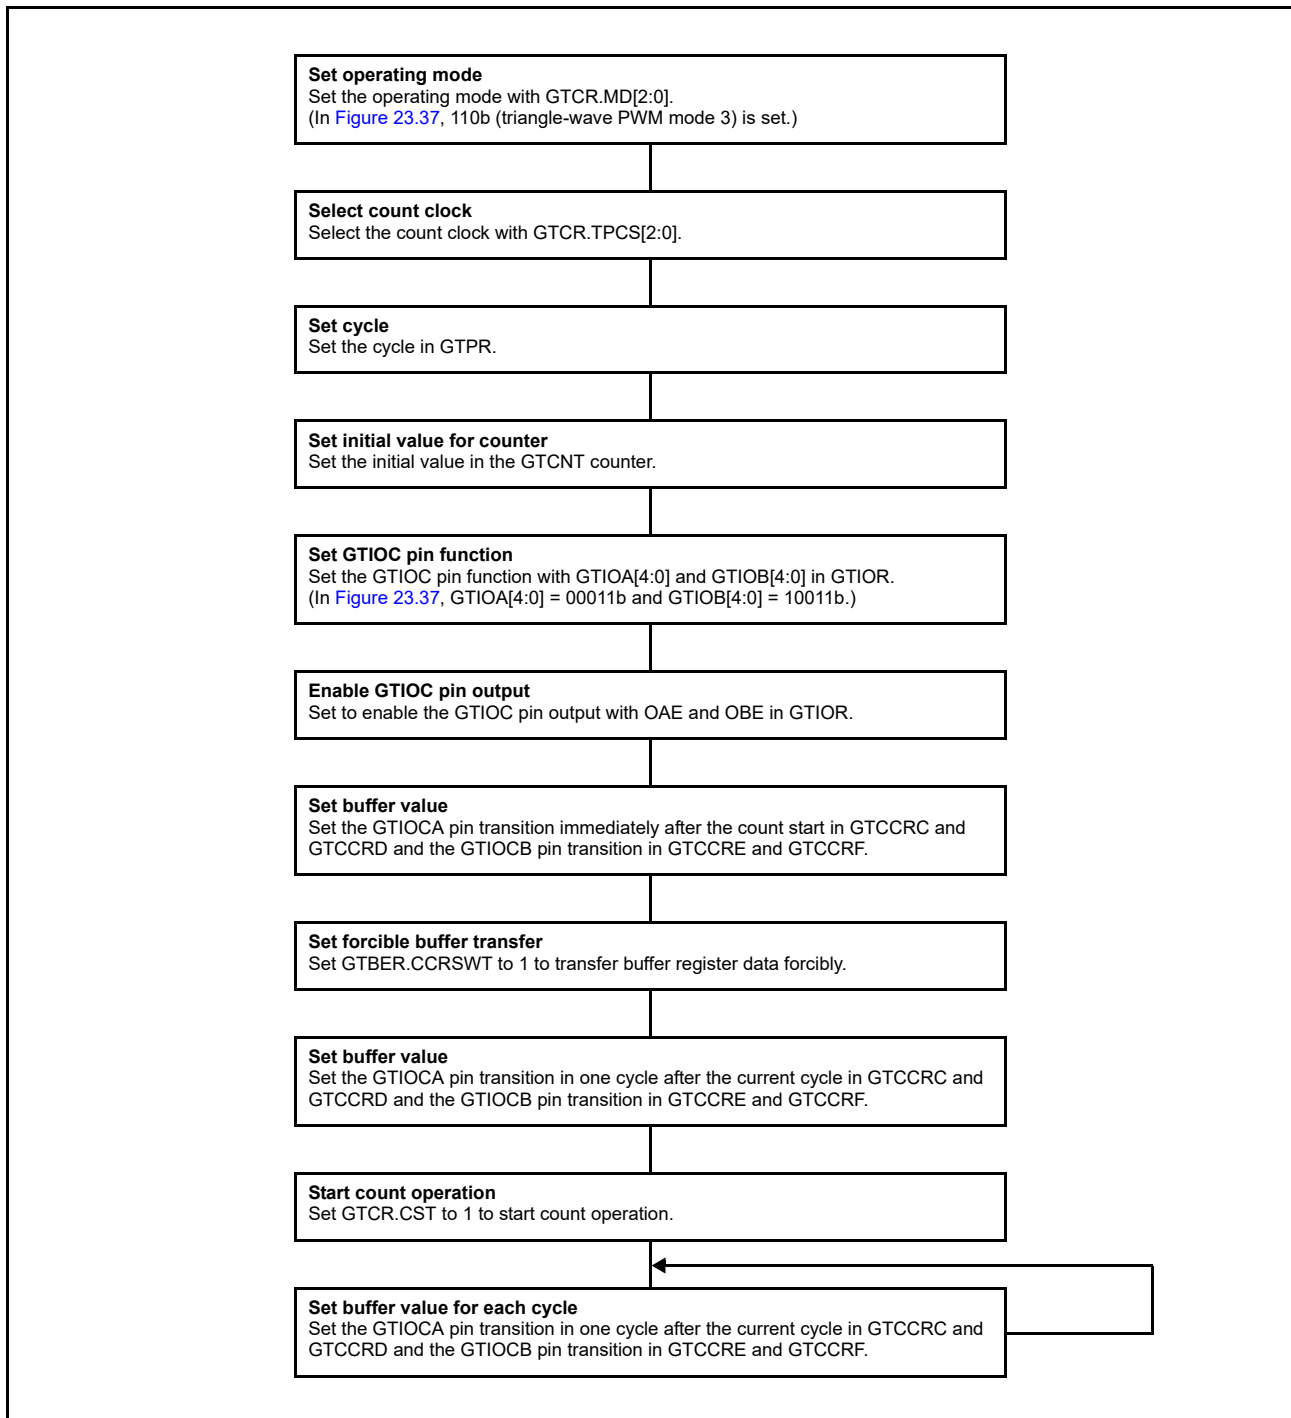 Set operating mode
Set the operating mode with GTCR.MD[2:0].
(In Figure 23.37, 110b (triangle-wave PWM mode 3) is set.)
Select count clock
Select the count clock with GTCR.TPCS[2:0].
Set cycle
Set the cycle in GTPR.
Set initial value for counter
Set the initial value in the GTCNT counter.
Set GTIOC pin function
Set the GTIOC pin function with GTIOA[4:0] and GTIOB[4:0] in GTIOR.
(In Figure 23.37, GTIOA[4:0] = 00011b and GTIOB[4:0] = 10011b.)
Enable GTIOC pin output
Set to enable the GTIOC pin output with OAE and OBE in GTIOR.
Set buffer value
Set the GTIOCA pin transition immediately after the count start in GTCCRC and
GTCCRD and the GTIOCB pin transition in GTCCRE and GTCCRF.
Set forcible buffer transfer
Set GTBER.CCRSWT to 1 to transfer buffer register data forcibly.
Set buffer value
Set the GTIOCA pin transition in one cycle after the current cycle in GTCCRC and
GTCCRD and the GTIOCB pin transition in GTCCRE and GTCCRF.
Start count operation
Set GTCR.CST to 1 to start count operation.
Set buffer value for each cycle
Set the GTIOCA pin transition in one cycle after the current cycle in GTCCRC and
GTCCRD and the GTIOCB pin transition in GTCCRE and GTCCRF.